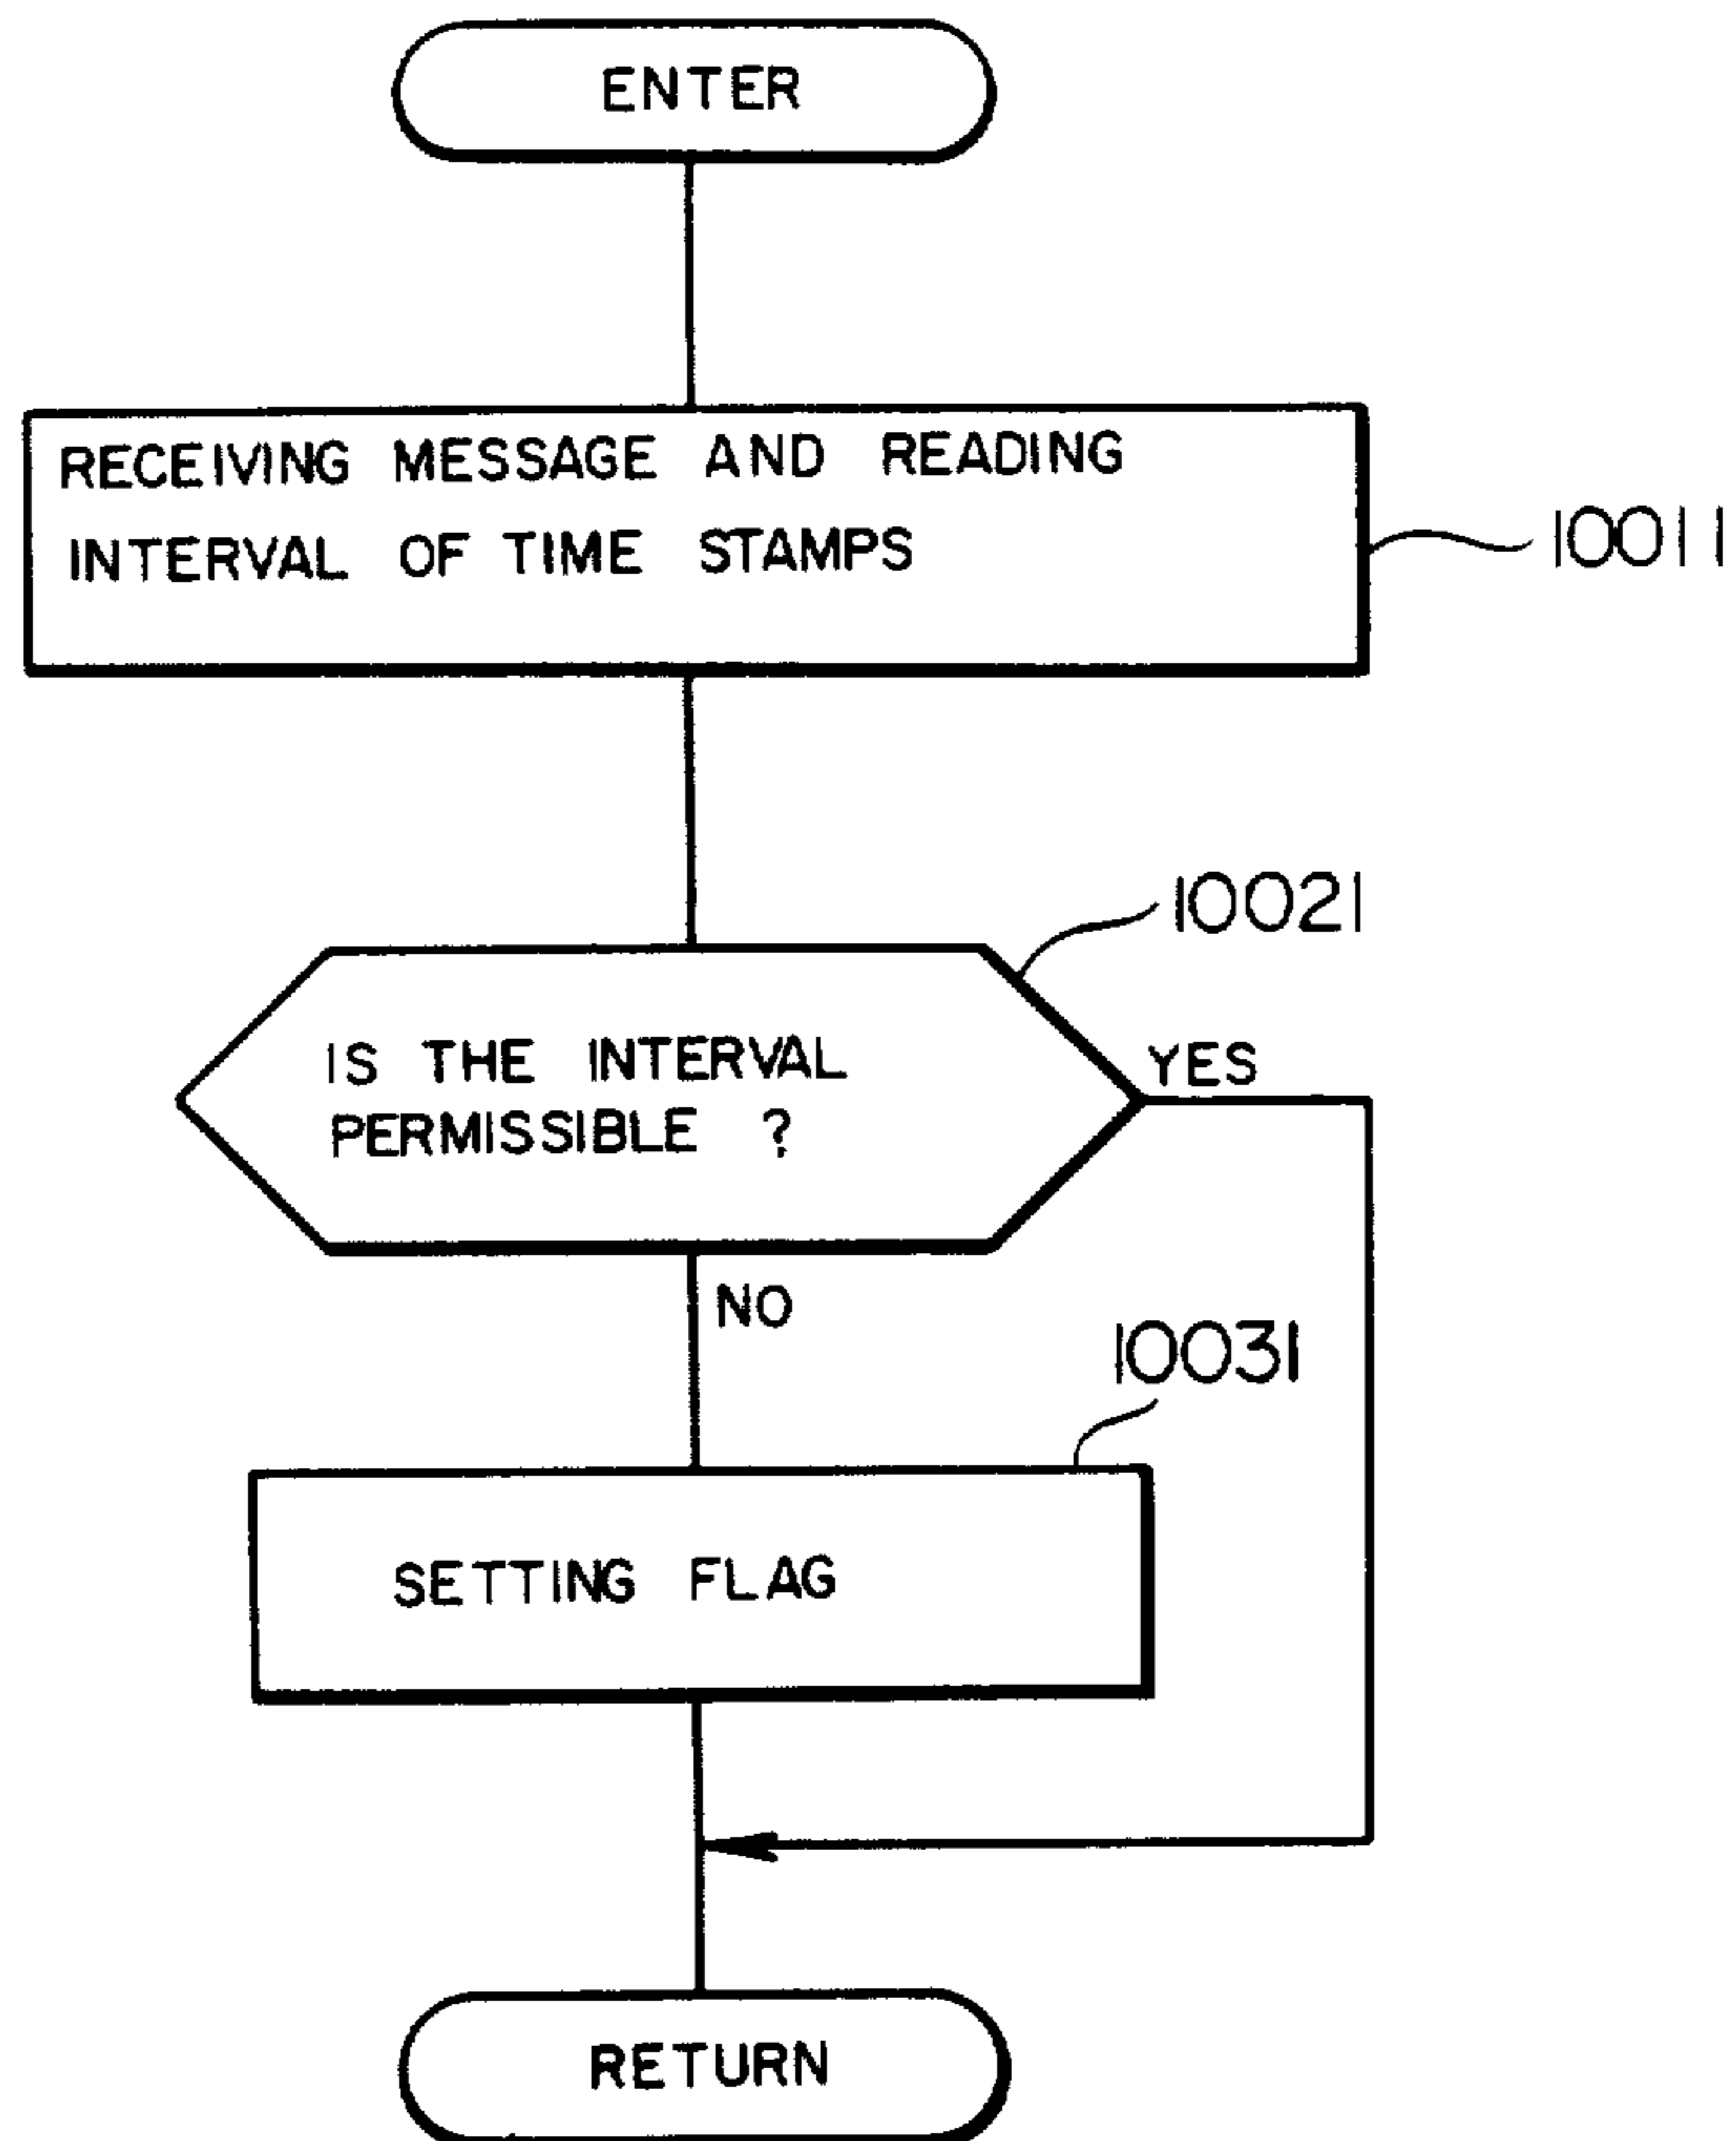 ENTER
RECEIVING MESSAGE AND READING
INTERVAL OF TIME STAMPS
10011
10021
IS THE INTERVAL
PERMISSIBLE ?
YES
NO
10031
SETTING FLAG
RETURN